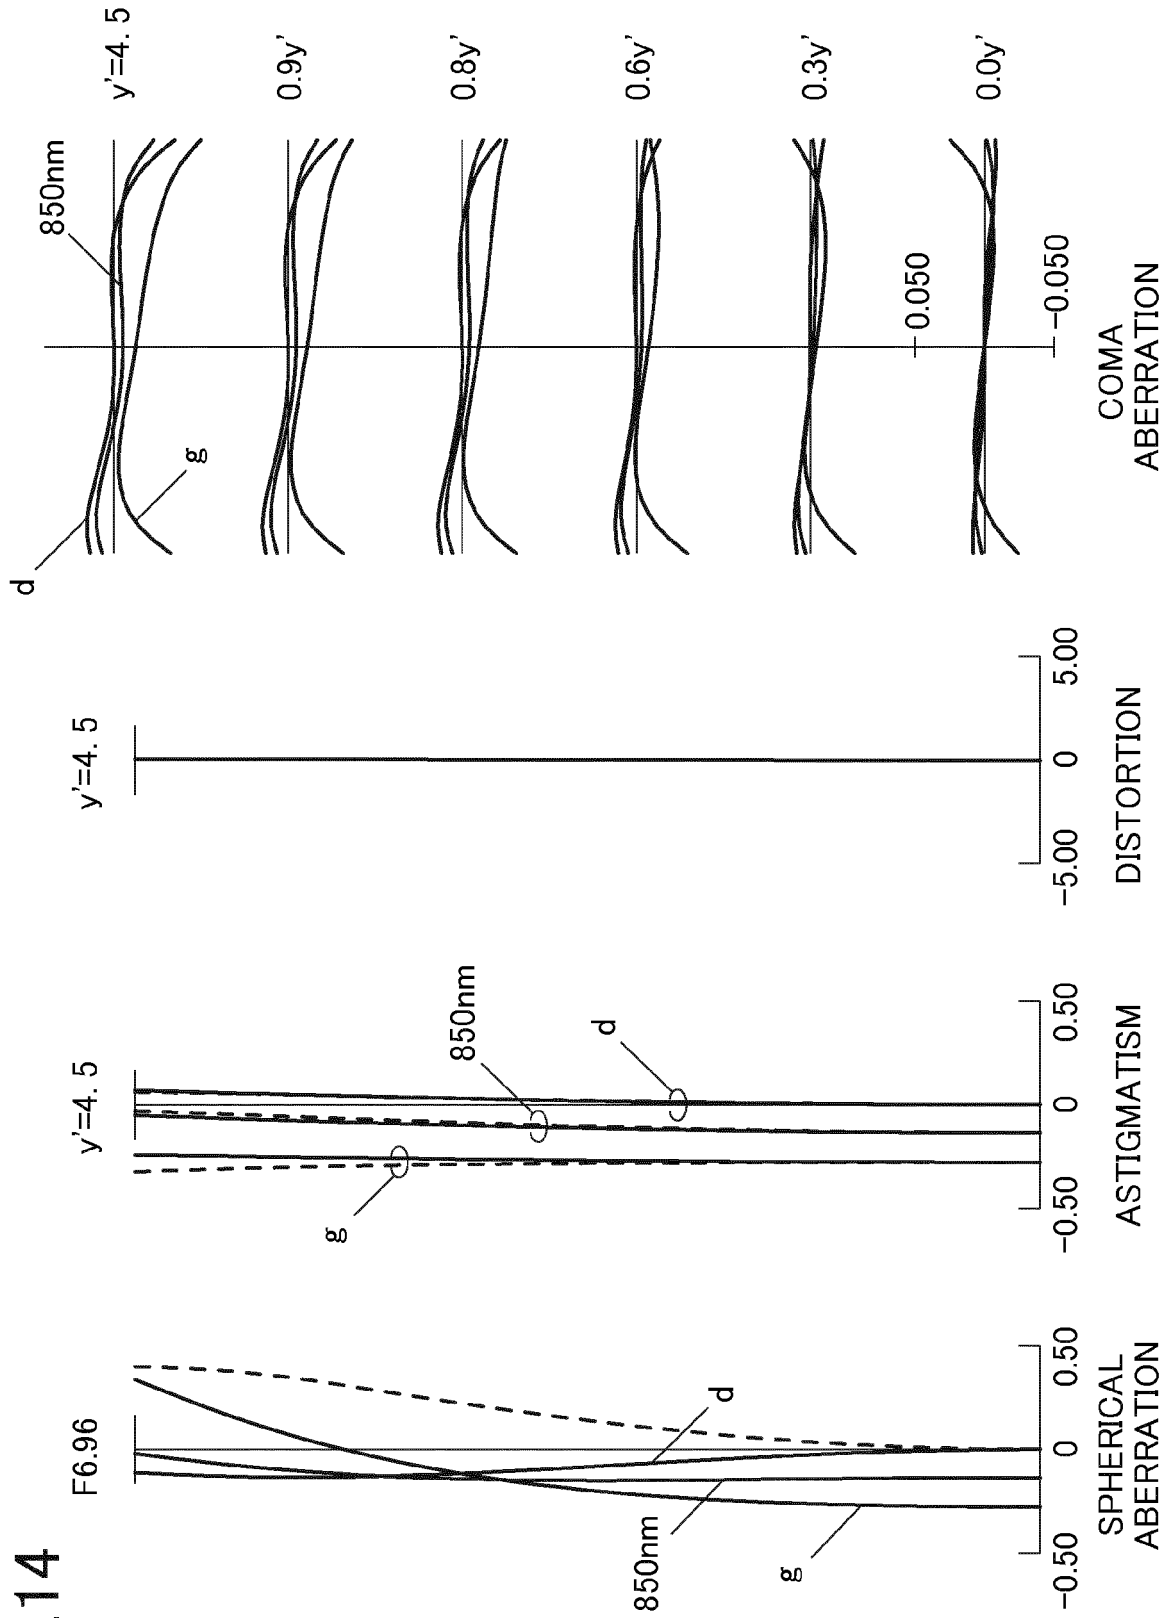 .14
F6.96
d
850nm
g
−0.50
0
0.50
SPHERICAL
ABERRATION
y'=4. 5
850nm
d
g
−0.50
0
0.50
ASTIGMATISM
y'=4. 5
−5.00
0
5.00
DISTORTION
d
850nm
g
y'=4. 5
0.9y'
0.8y'
0.6y'
0.3y'
0.0y'
0.050
−0.050
COMA
ABERRATION